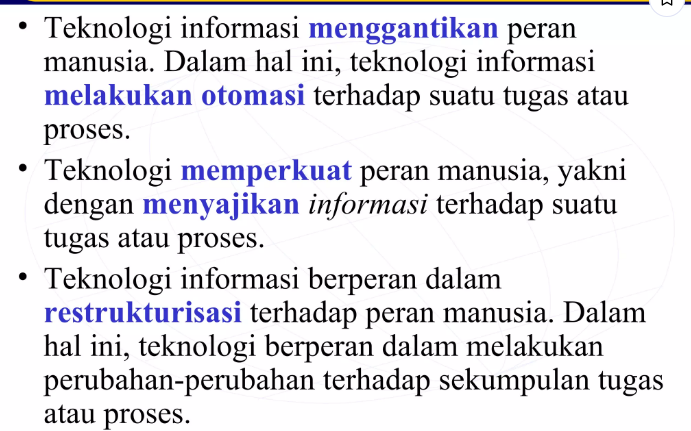 • Teknologi informasi menggantikan peran
manusia. Dalam hal ini, teknologi informasi
melakukan otomasi terhadap suatu tugas atau
proses.
• Teknologi memperkuat peran manusia, yakni
dengan menyajikan informasi terhadap suatu
tugas atau proses.
• Teknologi informasi berperan dalam
restrukturisasi terhadap peran manusia. Dalam
hal ini, teknologi berperan dalam melakukan
perubahan-perubahan terhadap sekumpulan tugas
atau proses.